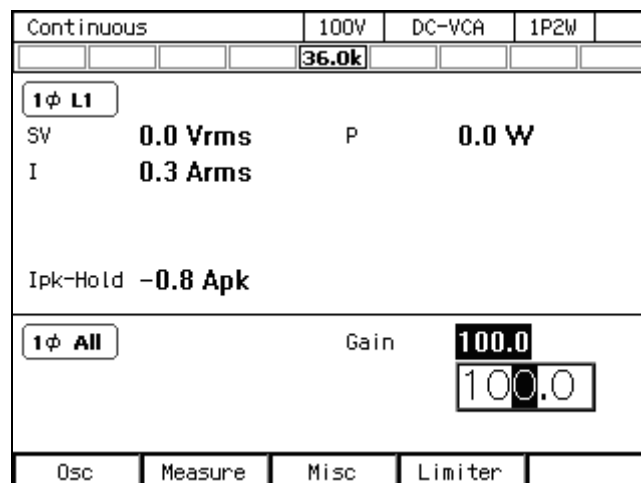 Continuous 100V DC-VCA 1P2W
36.0k
1ϕ L1
SV 0.0 Vrms P 0.0 W
I 0.3 Arms
Ipk-Hold -0.8 Apk
1ϕ All Gain 100.0
100.0
Osc Measure Misc Limiter